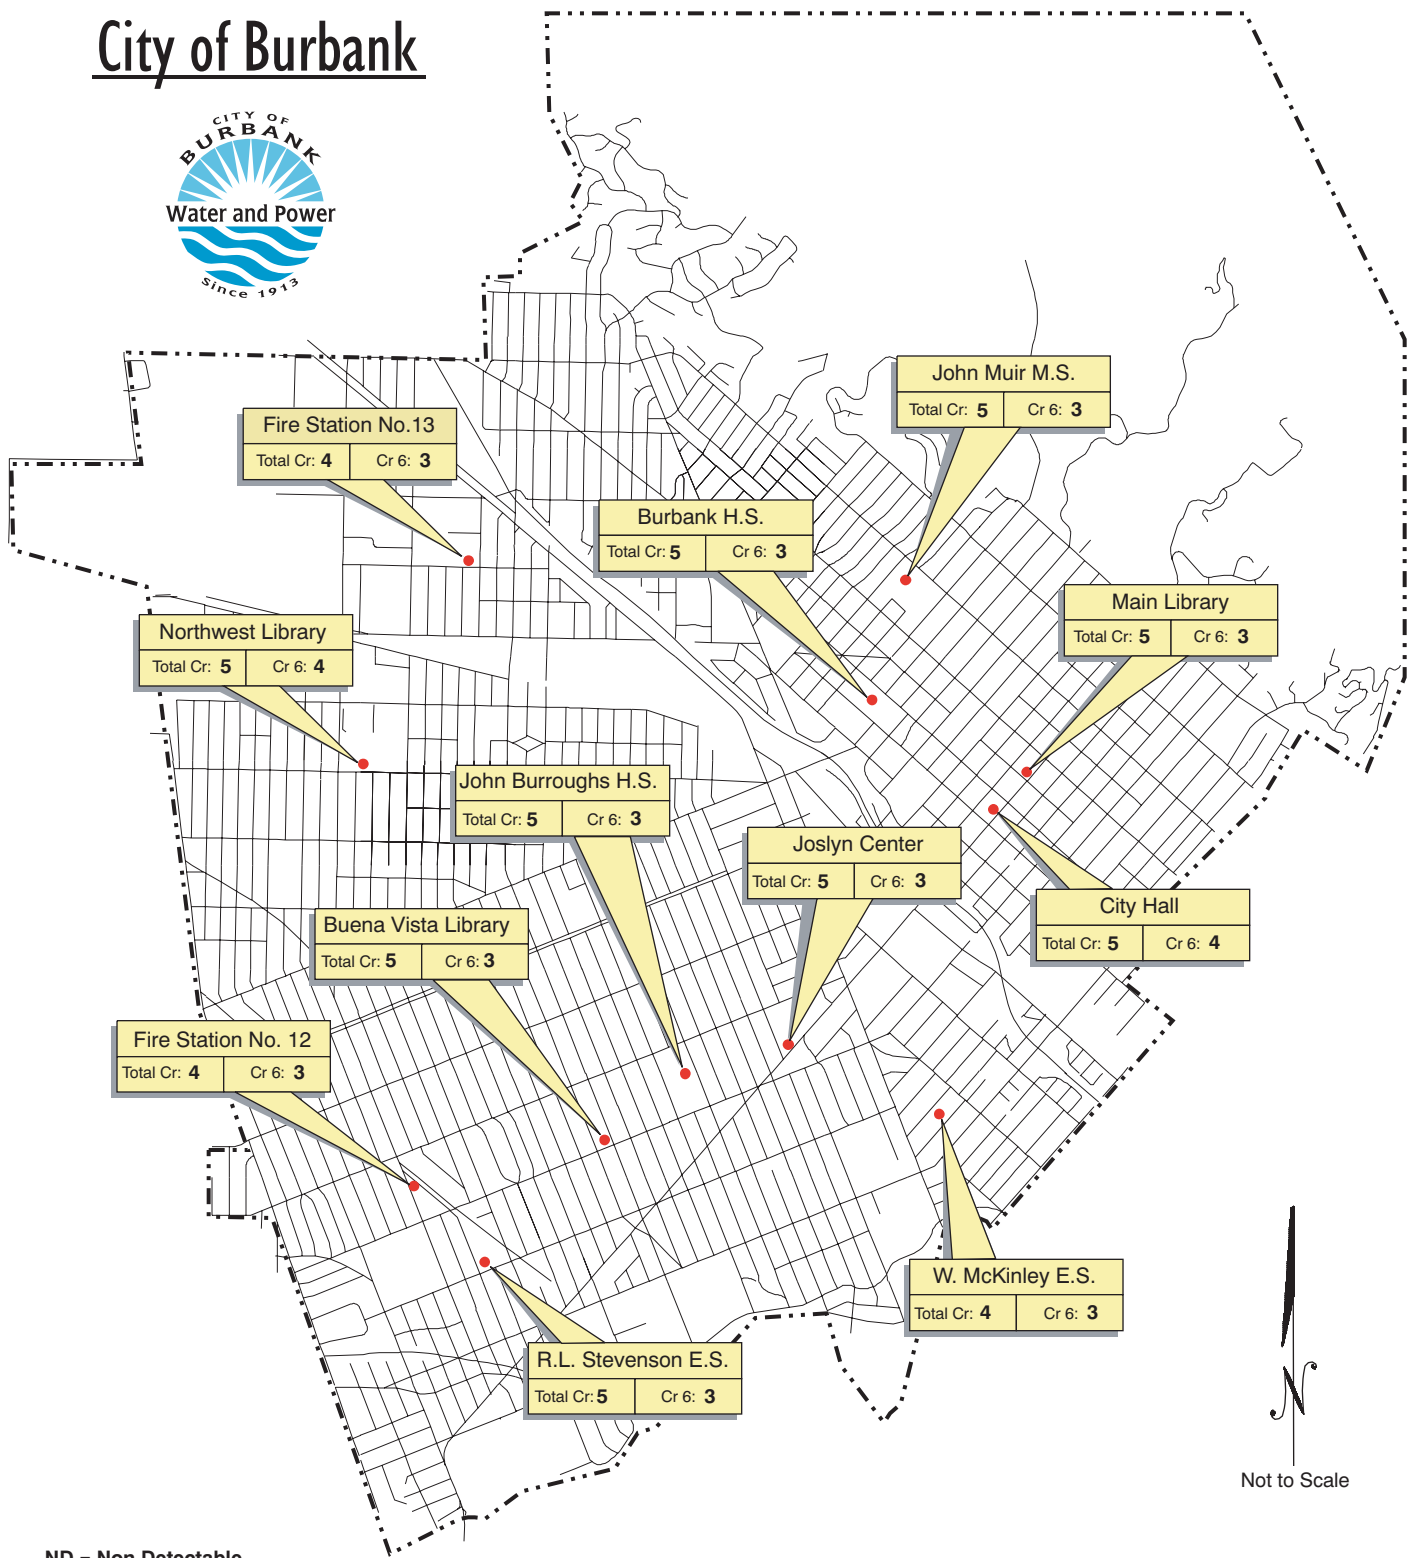 City of Burbank
CITY OF
BURBANK
Water and Power
Since 1913
John Muir M.S.
Total Cr: 5 Cr 6: 3
Fire Station No.13
Total Cr: 4 Cr 6: 3
Burbank H.S.
Total Cr: 5 Cr 6: 3
Main Library
Total Cr: 5 Cr 6: 3
Northwest Library
Total Cr: 5 Cr 6: 4
John Burroughs H.S.
Total Cr: 5 Cr 6: 3
Joslyn Center
Total Cr: 5 Cr 6: 3
City Hall
Total Cr: 5 Cr 6: 4
Buena Vista Library
Total Cr: 5 Cr 6: 3
Fire Station No. 12
Total Cr: 4 Cr 6: 3
W. McKinley E.S.
Total Cr: 4 Cr 6: 3
R.L. Stevenson E.S.
Total Cr: 5 Cr 6: 3
N
Not to Scale
ND = Non Detectable